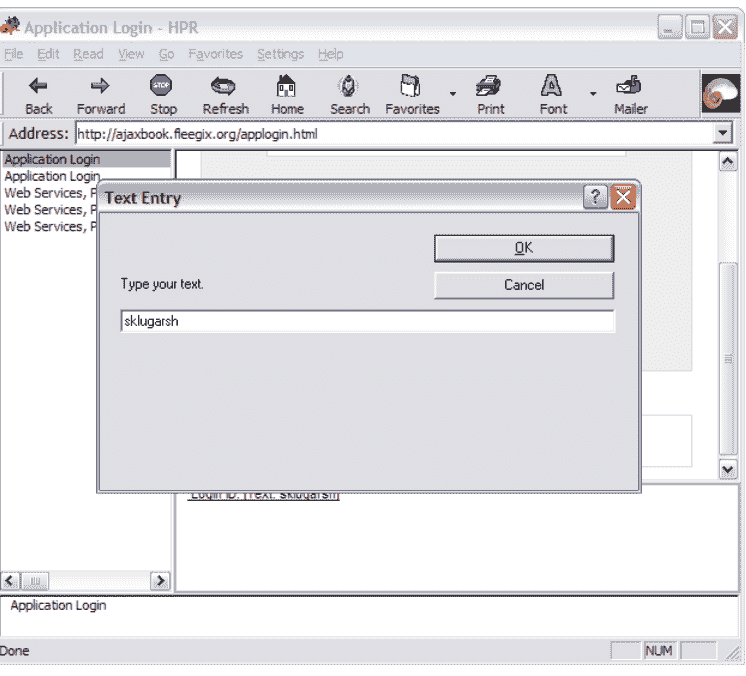 Application Login - HPR
File Edit Read View Go Favorites Settings Help
STOP
Back Forward Stop Refresh Home Search Favorites Print Font Mailer
Address: http://ajaxbook.fleegix.org/applogin.html
Application Login
Application Login
Web Services, P
Web Services, P
Web Services, P
Text Entry
OK
Type your text.
Cancel
sklugarsh
Login ID: [Text: sklugarsh]
Application Login
Done NUM